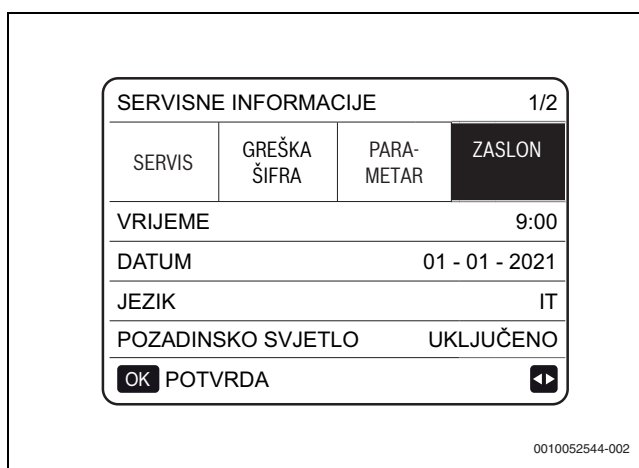 SERVISNE INFORMACIJE 1/2
SERVIS GREŠKA PARA- ZASLON
ŠIFRA METAR
VRIJEME 9:00
DATUM 01 - 01 - 2021
JEZIK IT
POZADINSKO SVJETLO UKLJUČENO
OK POTVRDA
0010052544-002